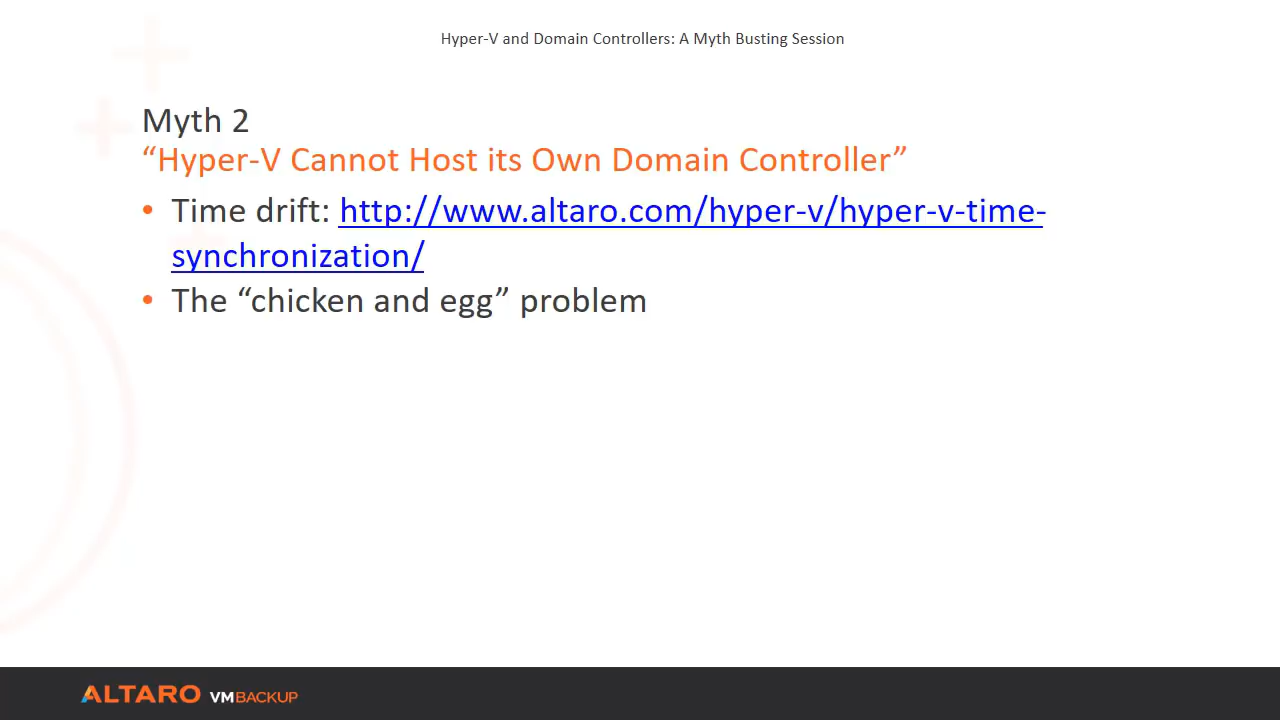 Hyper-V and Domain Controllers: A Myth Busting Session
Myth 2
“Hyper-V Cannot Host its Own Domain Controller”
• Time drift: http://www.altaro.com/hyper-v/hyper-v-time-
synchronization/
• The “chicken and egg” problem
ALTARO VMBACKUP